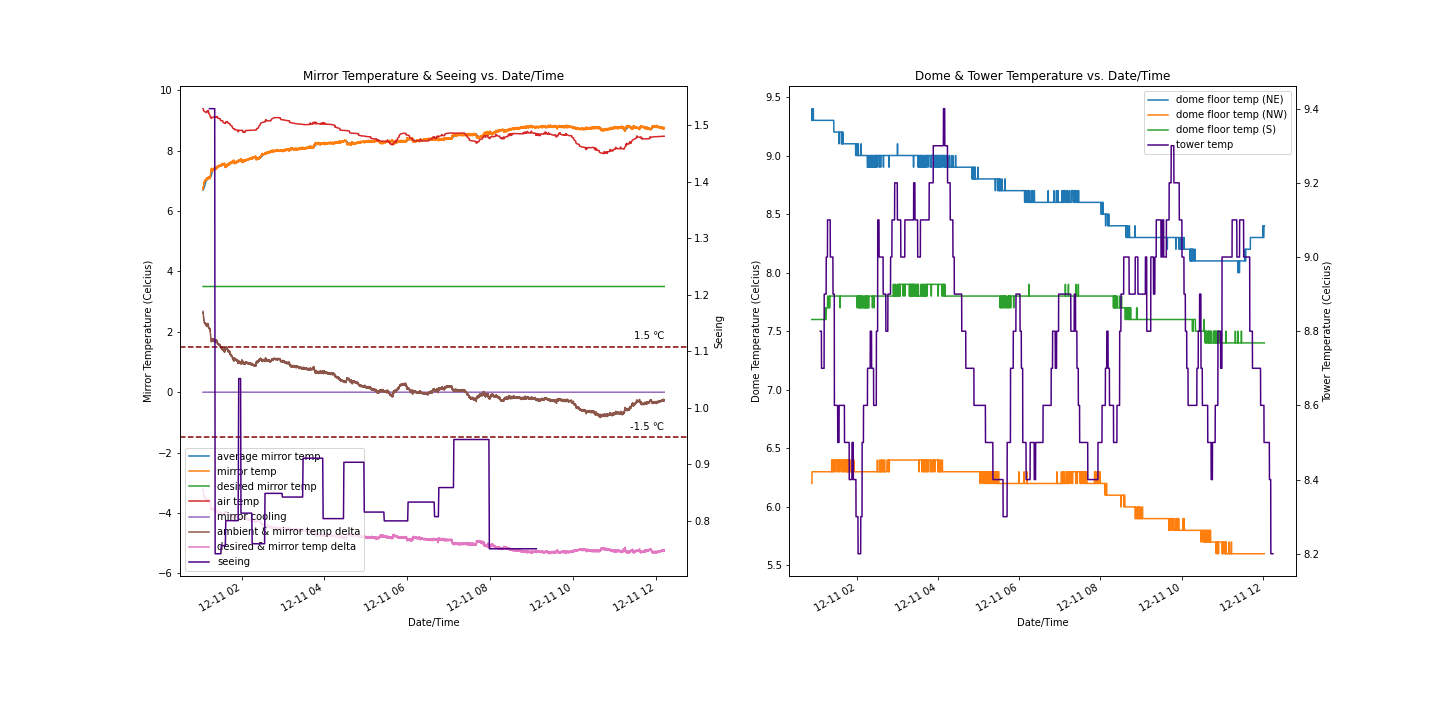 Mirror Temperature & Seeing vs. Date/Time
Mirror Temperature (Celcius)
10
8
6
4
2
0
−2
−4
−6
1.5 °C
-1.5 °C
average mirror temp
mirror temp
desired mirror temp
air temp
mirror cooling
ambient & mirror temp delta
desired & mirror temp delta
seeing
1.5
1.4
1.3
1.2
1.1
1.0
0.9
0.8
Seeing
12-11 02
12-11 04
12-11 06
12-11 08
12-11 10
12-11 12
Date/Time
Dome & Tower Temperature vs. Date/Time
Dome Temperature (Celcius)
9.5
9.0
8.5
8.0
7.5
7.0
6.5
6.0
5.5
dome floor temp (NE)
dome floor temp (NW)
dome floor temp (S)
tower temp
9.4
9.2
9.0
8.8
8.6
8.4
8.2
Tower Temperature (Celcius)
12-11 02
12-11 04
12-11 06
12-11 08
12-11 10
12-11 12
Date/Time